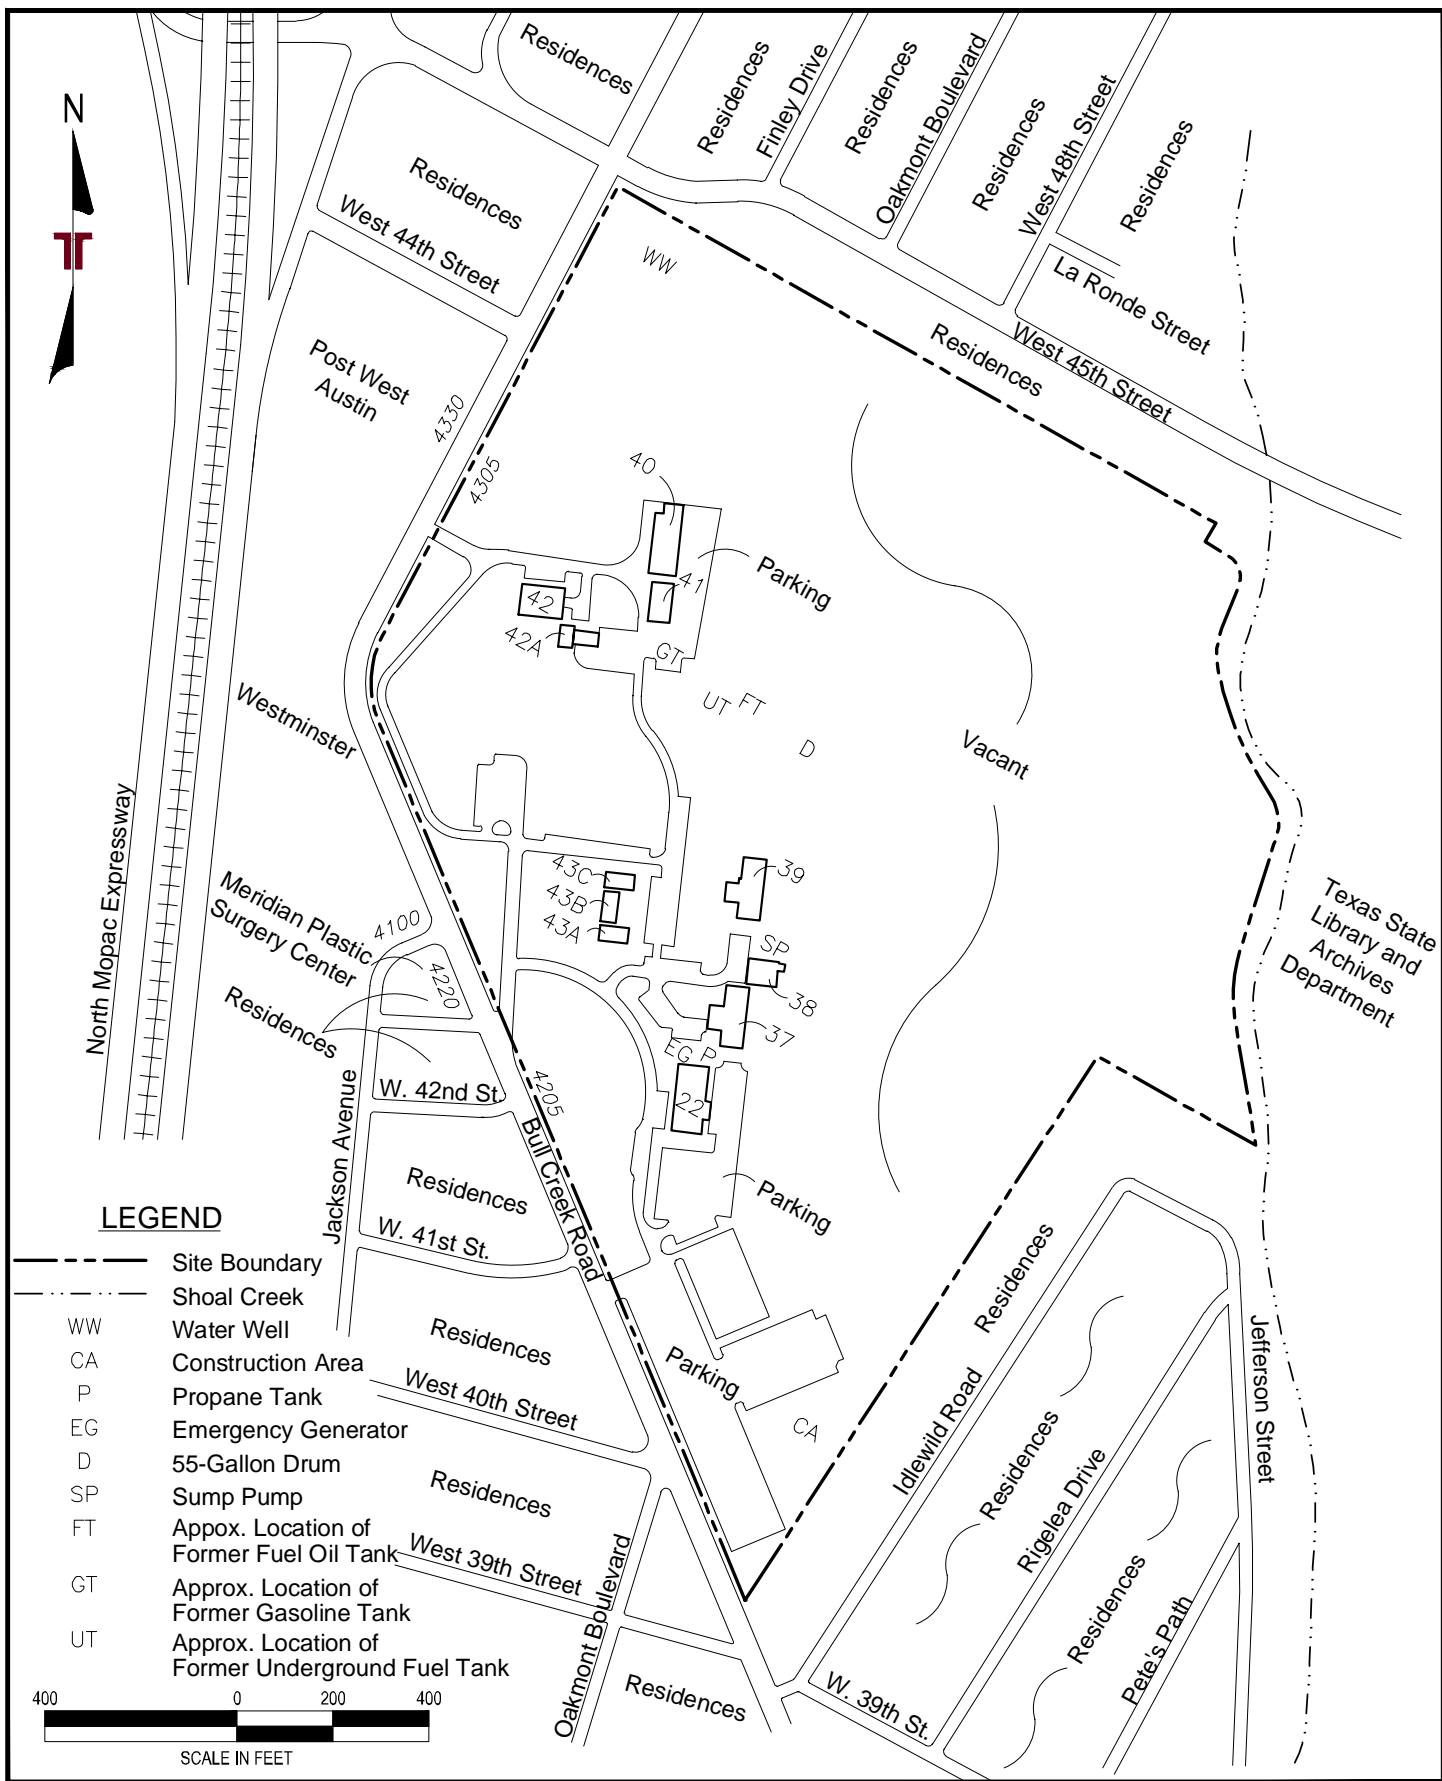 Residences
Residences
Finley Drive
Residences
Oakmont Boulevard
Residences
West 48th Street
Residences
N
Residences
West 44th Street
WW
La Ronde Street
Residences
West 45th Street
Post West
Austin
4330
4305
40
41
Parking
42
42A
GT
UT
FT
D
Vacant
Westminster
North Mopac Expressway
43C
43B
43A
39
SP
38
37
EG
P
22
Meridian Plastic
Surgery Center
4100
4220
Residences
Texas State
Library and
Archives
Department
W. 42nd St.
4205
Jackson Avenue
Bull Creek Road
Residences
W. 41st St.
Parking
Residences
Residences
West 40th Street
Parking
CA
Idlewild Road
Residences
Rigelea Drive
Jefferson Street
Residences
West 39th Street
Oakmont Boulevard
Residences
Pete's Path
Residences
W. 39th St.
LEGEND
Site Boundary
Shoal Creek
WW Water Well
CA Construction Area
P Propane Tank
EG Emergency Generator
D 55-Gallon Drum
SP Sump Pump
FT Appox. Location of
Former Fuel Oil Tank
GT Approx. Location of
Former Gasoline Tank
UT Approx. Location of
Former Underground Fuel Tank
400 0 200 400
SCALE IN FEET